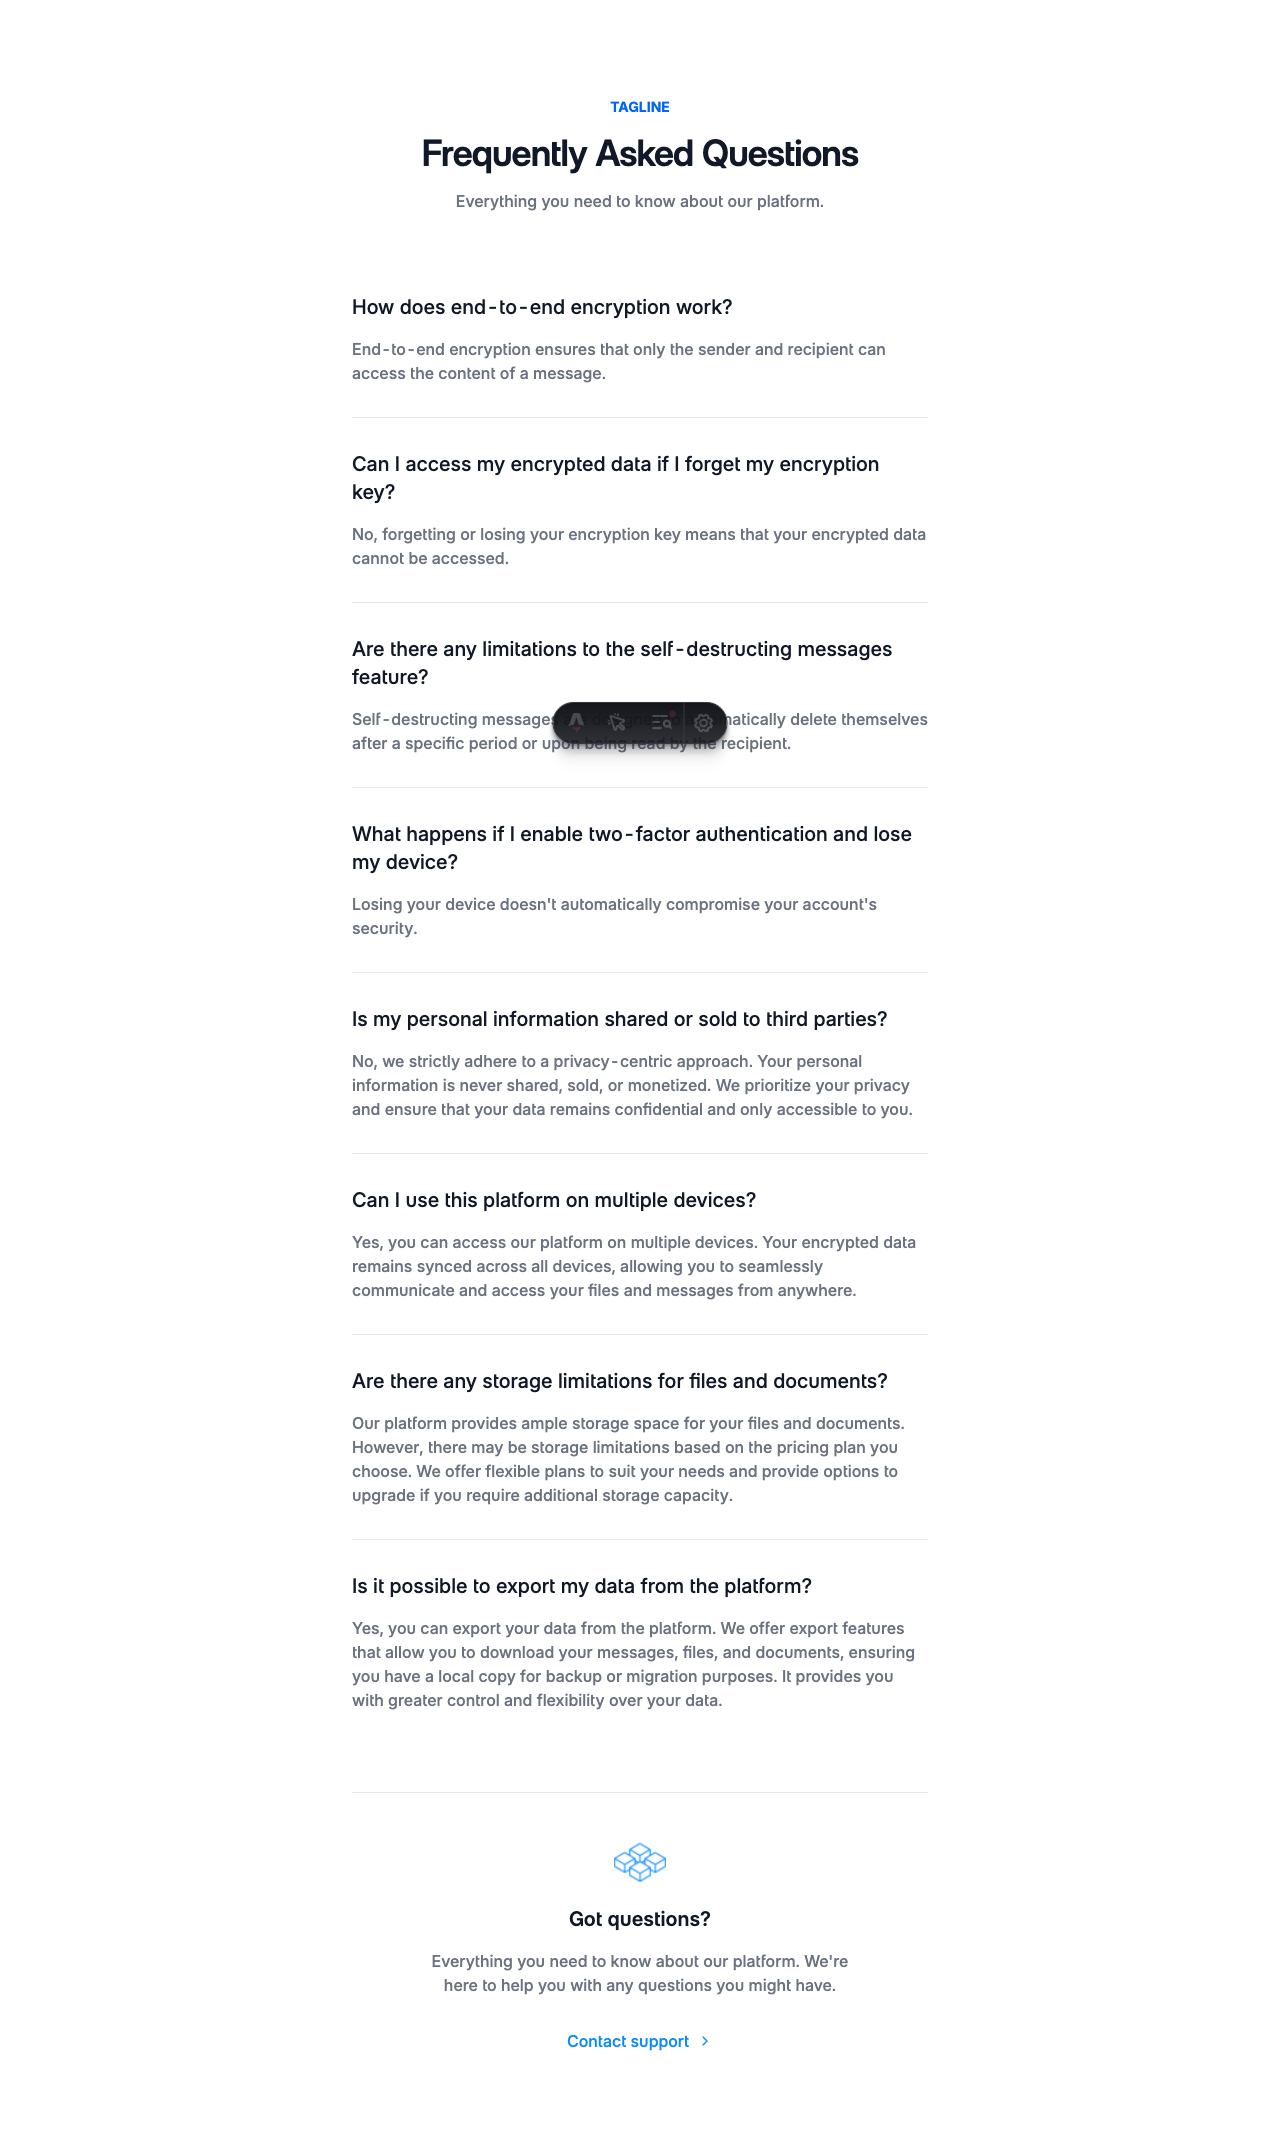 TAGLINE
Frequently Asked Questions
Everything you need to know about our platform.
How does end-to-end encryption work?
End-to-end encryption ensures that only the sender and recipient can
access the content of a message.
Can I access my encrypted data if I forget my encryption
key?
No, forgetting or losing your encryption key means that your encrypted data
cannot be accessed.
Are there any limitations to the self-destructing messages
feature?
Self-destructing messages are designed to automatically delete themselves
after a specific period or upon being read by the recipient.
What happens if I enable two-factor authentication and lose
my device?
Losing your device doesn't automatically compromise your account's
security.
Is my personal information shared or sold to third parties?
No, we strictly adhere to a privacy-centric approach. Your personal
information is never shared, sold, or monetized. We prioritize your privacy
and ensure that your data remains confidential and only accessible to you.
Can I use this platform on multiple devices?
Yes, you can access our platform on multiple devices. Your encrypted data
remains synced across all devices, allowing you to seamlessly
communicate and access your files and messages from anywhere.
Are there any storage limitations for files and documents?
Our platform provides ample storage space for your files and documents.
However, there may be storage limitations based on the pricing plan you
choose. We offer flexible plans to suit your needs and provide options to
upgrade if you require additional storage capacity.
Is it possible to export my data from the platform?
Yes, you can export your data from the platform. We offer export features
that allow you to download your messages, files, and documents, ensuring
you have a local copy for backup or migration purposes. It provides you
with greater control and flexibility over your data.
Got questions?
Everything you need to know about our platform. We're
here to help you with any questions you might have.
Contact support